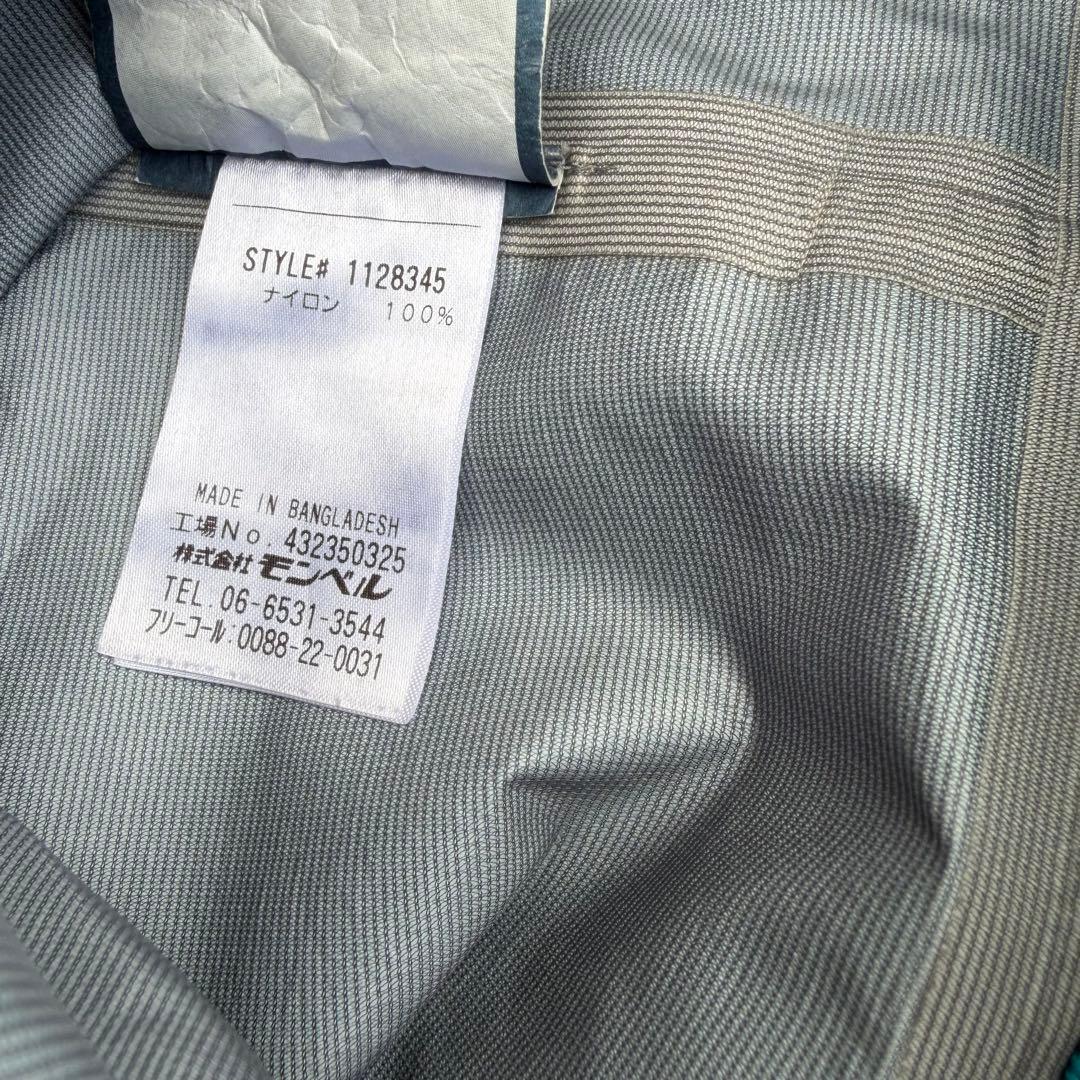 STYLE# 1128345
ナイロン 100%
MADE IN BANGLADESH
工場No. 432350325
株式会社 モンベル
TEL. 06-6531-3544
フリーコール:0088-22-0031